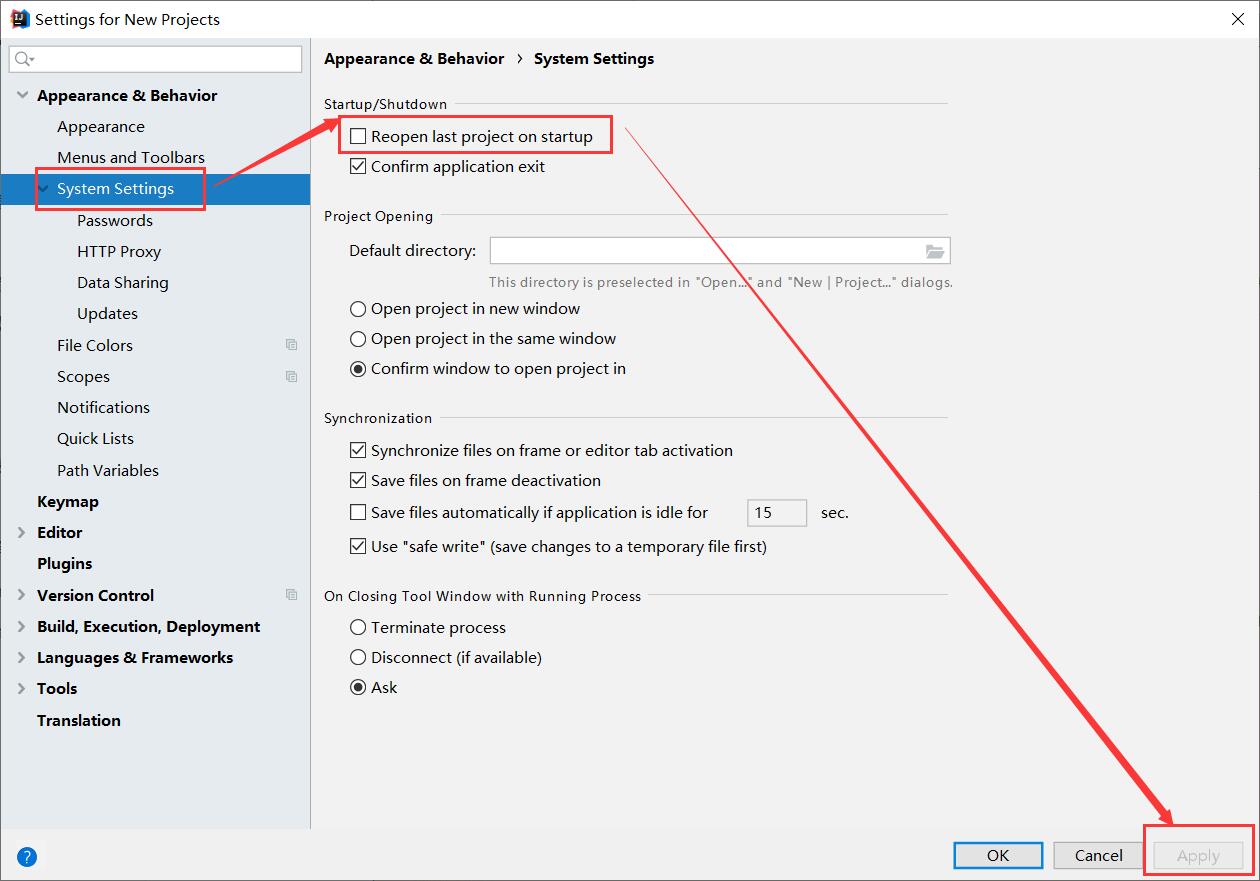 Settings for New Projects
Appearance & Behavior
Appearance
Menus and Toolbars
System Settings
Passwords
HTTP Proxy
Data Sharing
Updates
File Colors
Scopes
Notifications
Quick Lists
Path Variables
Keymap
Editor
Plugins
Version Control
Build, Execution, Deployment
Languages & Frameworks
Tools
Translation
Appearance & Behavior › System Settings
Startup/Shutdown
Reopen last project on startup
Confirm application exit
Project Opening
Default directory:
This directory is preselected in "Open..." and "New | Project..." dialogs.
Open project in new window
Open project in the same window
Confirm window to open project in
Synchronization
Synchronize files on frame or editor tab activation
Save files on frame deactivation
Save files automatically if application is idle for 15 sec.
Use "safe write" (save changes to a temporary file first)
On Closing Tool Window with Running Process
Terminate process
Disconnect (if available)
Ask
? OK Cancel Apply